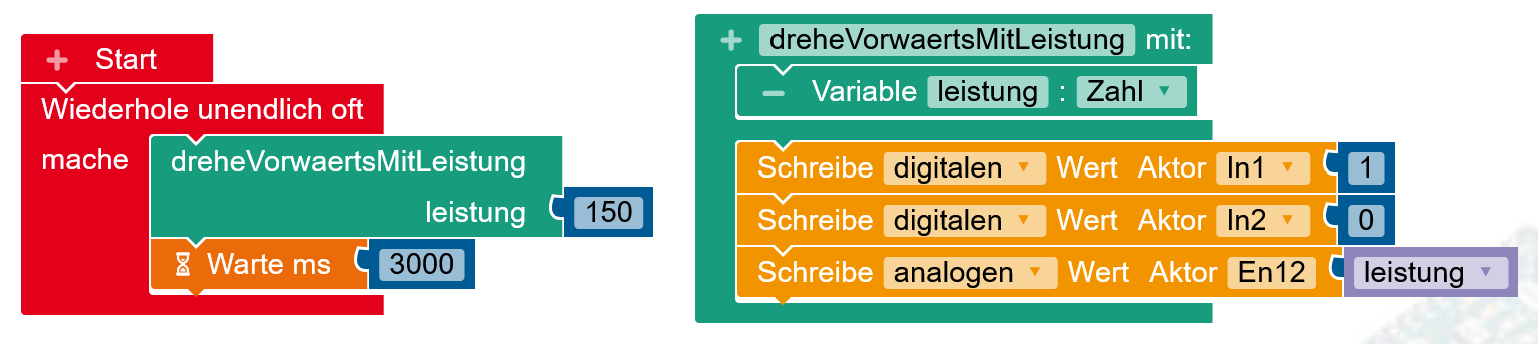 + Start
Wiederhole unendlich oft
mache dreheVorwaertsMitLeistung
leistung 150
Warte ms 3000
+ dreheVorwaertsMitLeistung mit:
− Variable leistung : Zahl
Schreibe digitalen Wert Aktor In1 1
Schreibe digitalen Wert Aktor In2 0
Schreibe analogen Wert Aktor En12 leistung